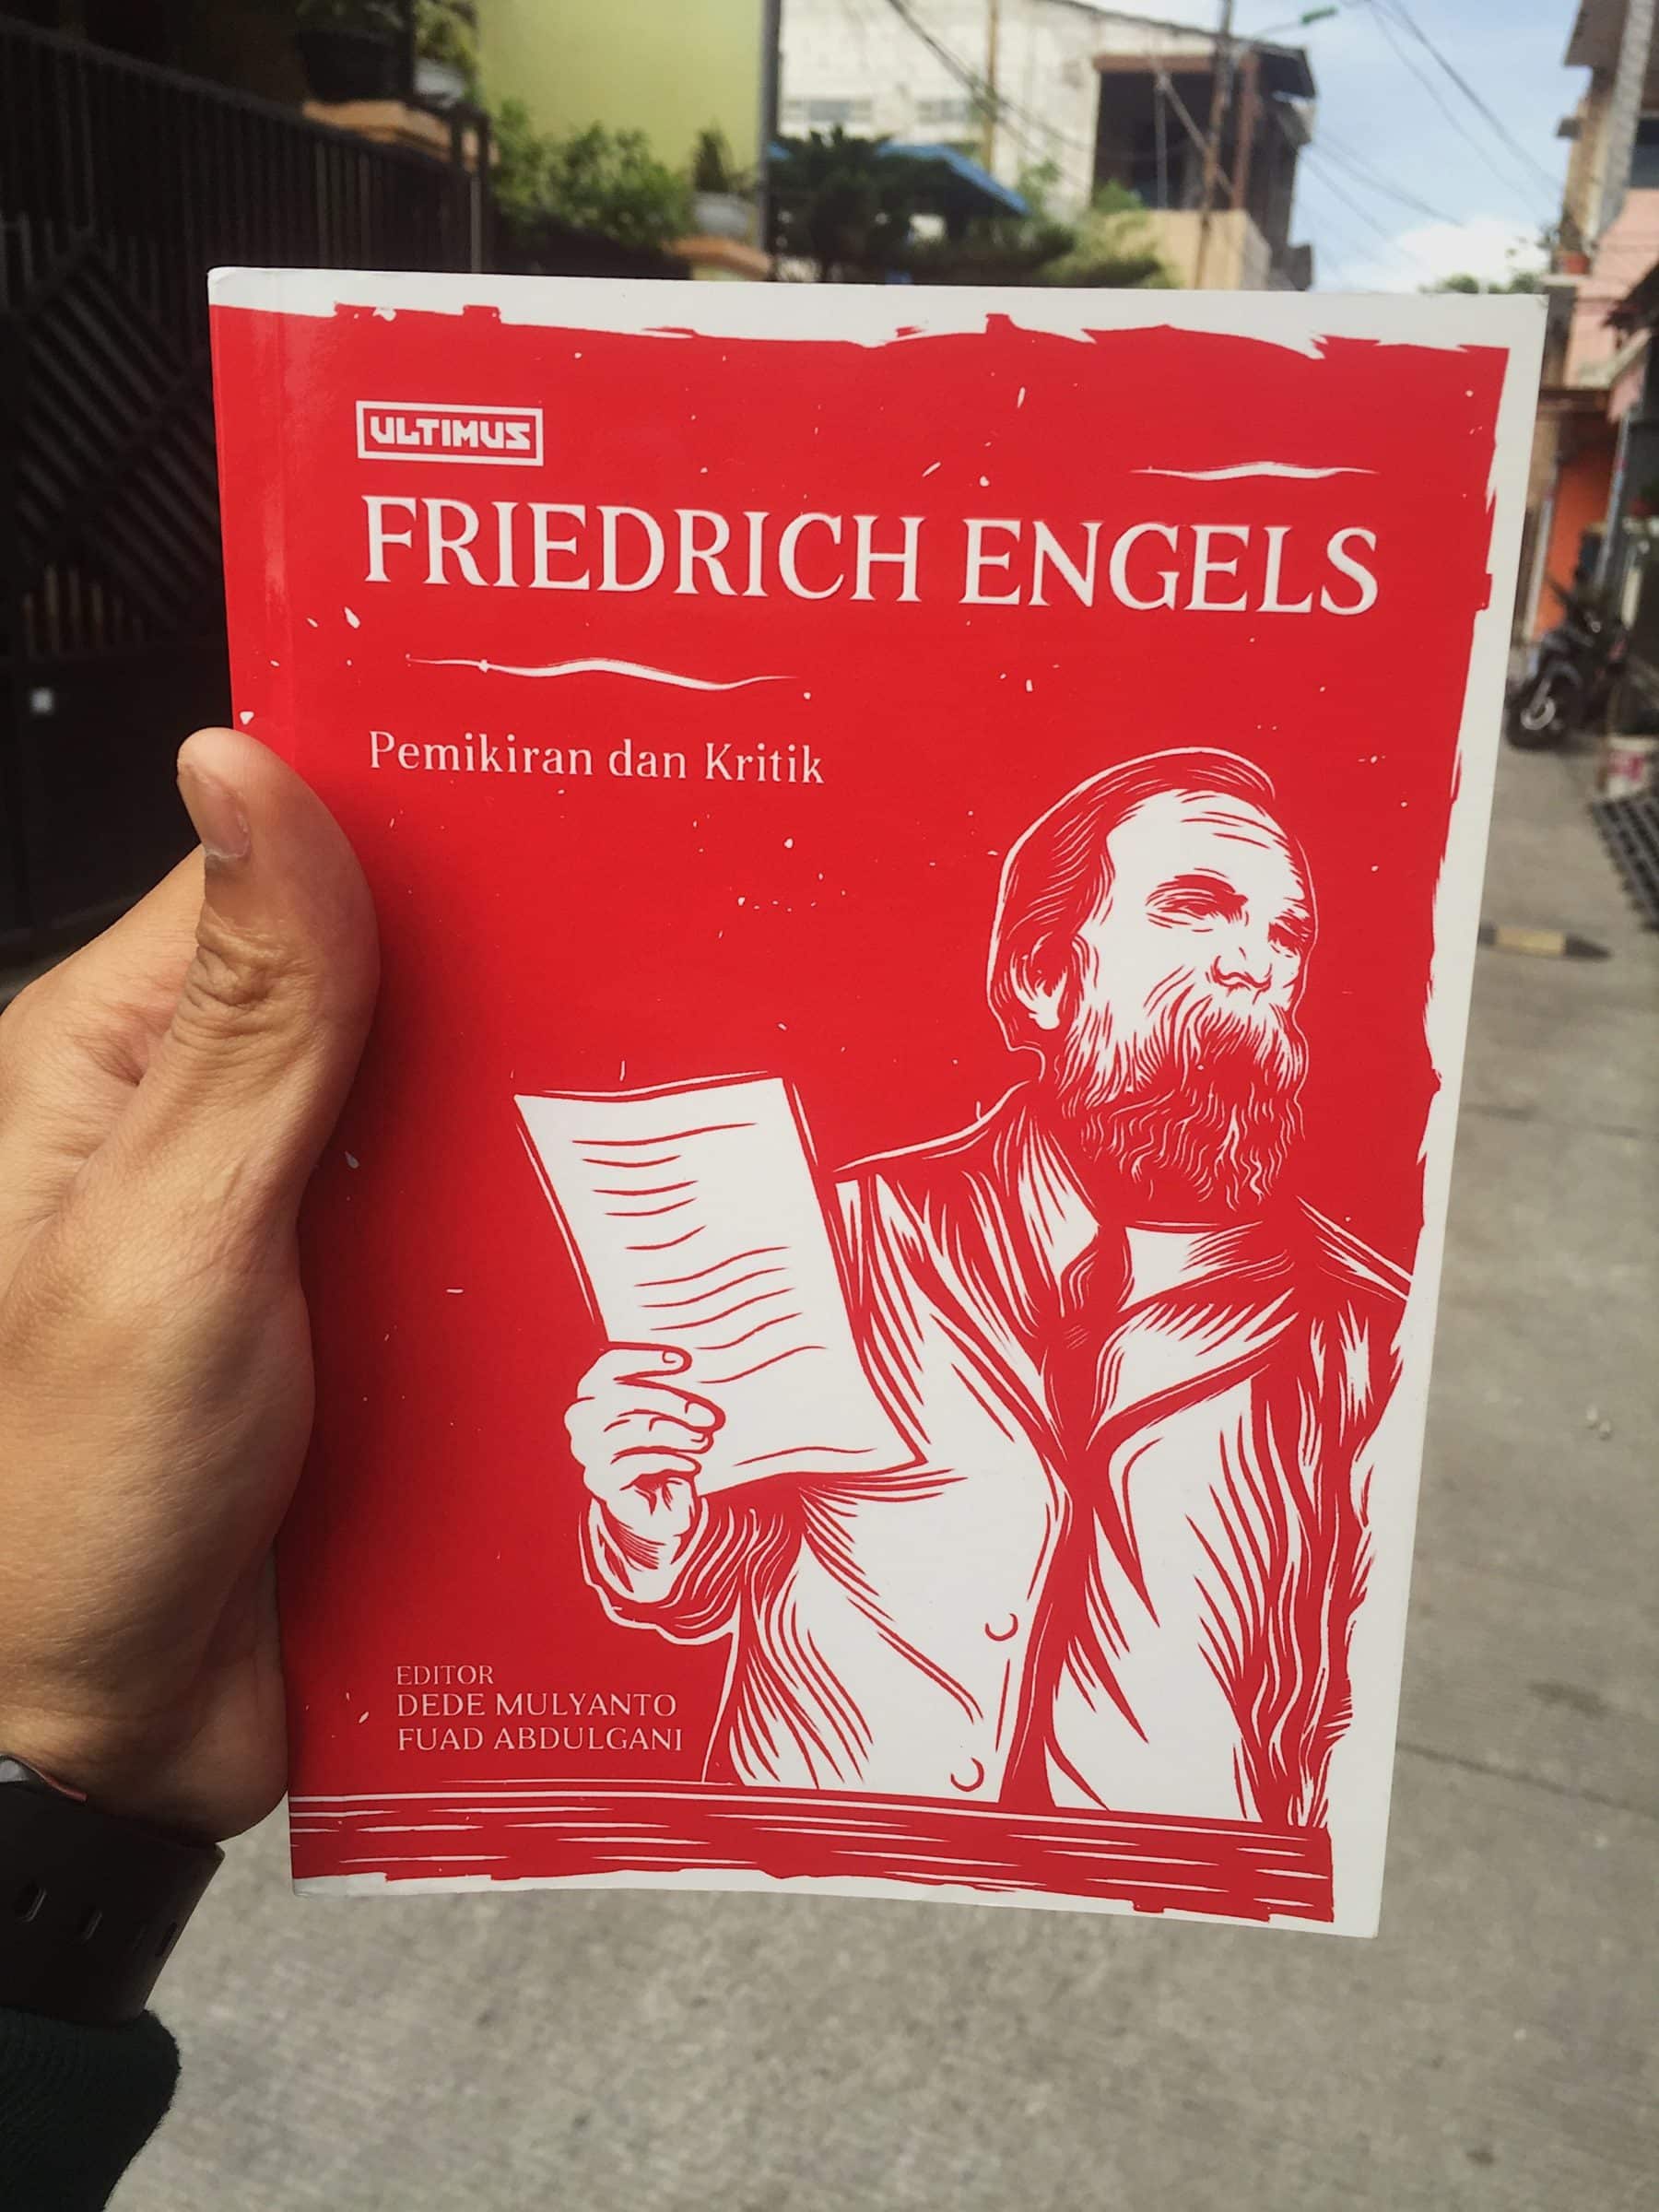 ULTIMUS
FRIEDRICH ENGELS
Pemikiran dan Kritik
EDITOR
DEDE MULYANTO
FUAD ABDULGANI